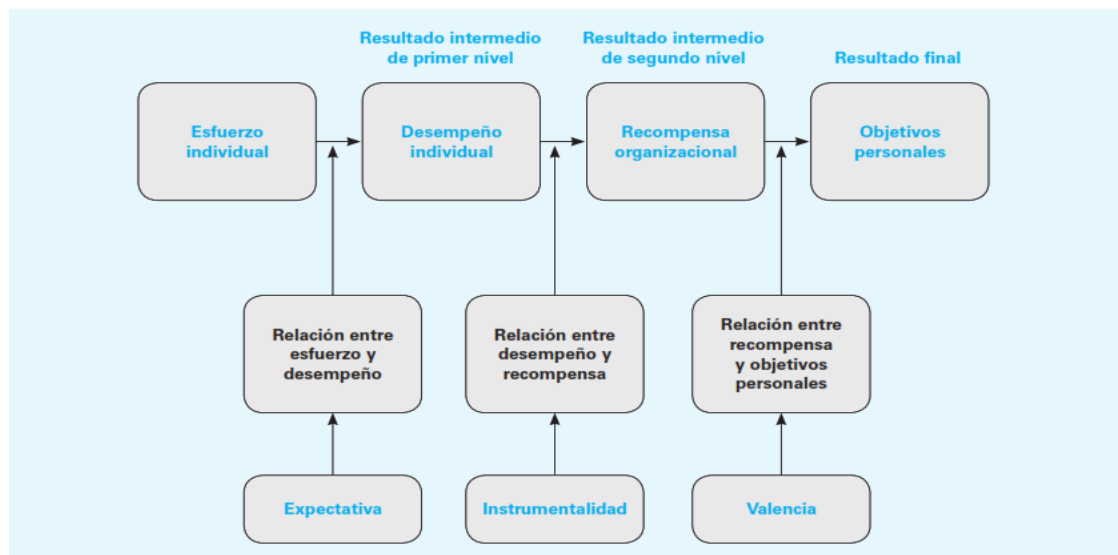 Resultado intermedio
de primer nivel
Resultado intermedio
de segundo nivel
Resultado final
Esfuerzo
individual
Desempeño
individual
Recompensa
organizacional
Objetivos
personales
Relación entre
esfuerzo y
desempeño
Relación entre
desempeño y
recompensa
Relación entre
recompensa
y objetivos
personales
Expectativa
Instrumentalidad
Valencia